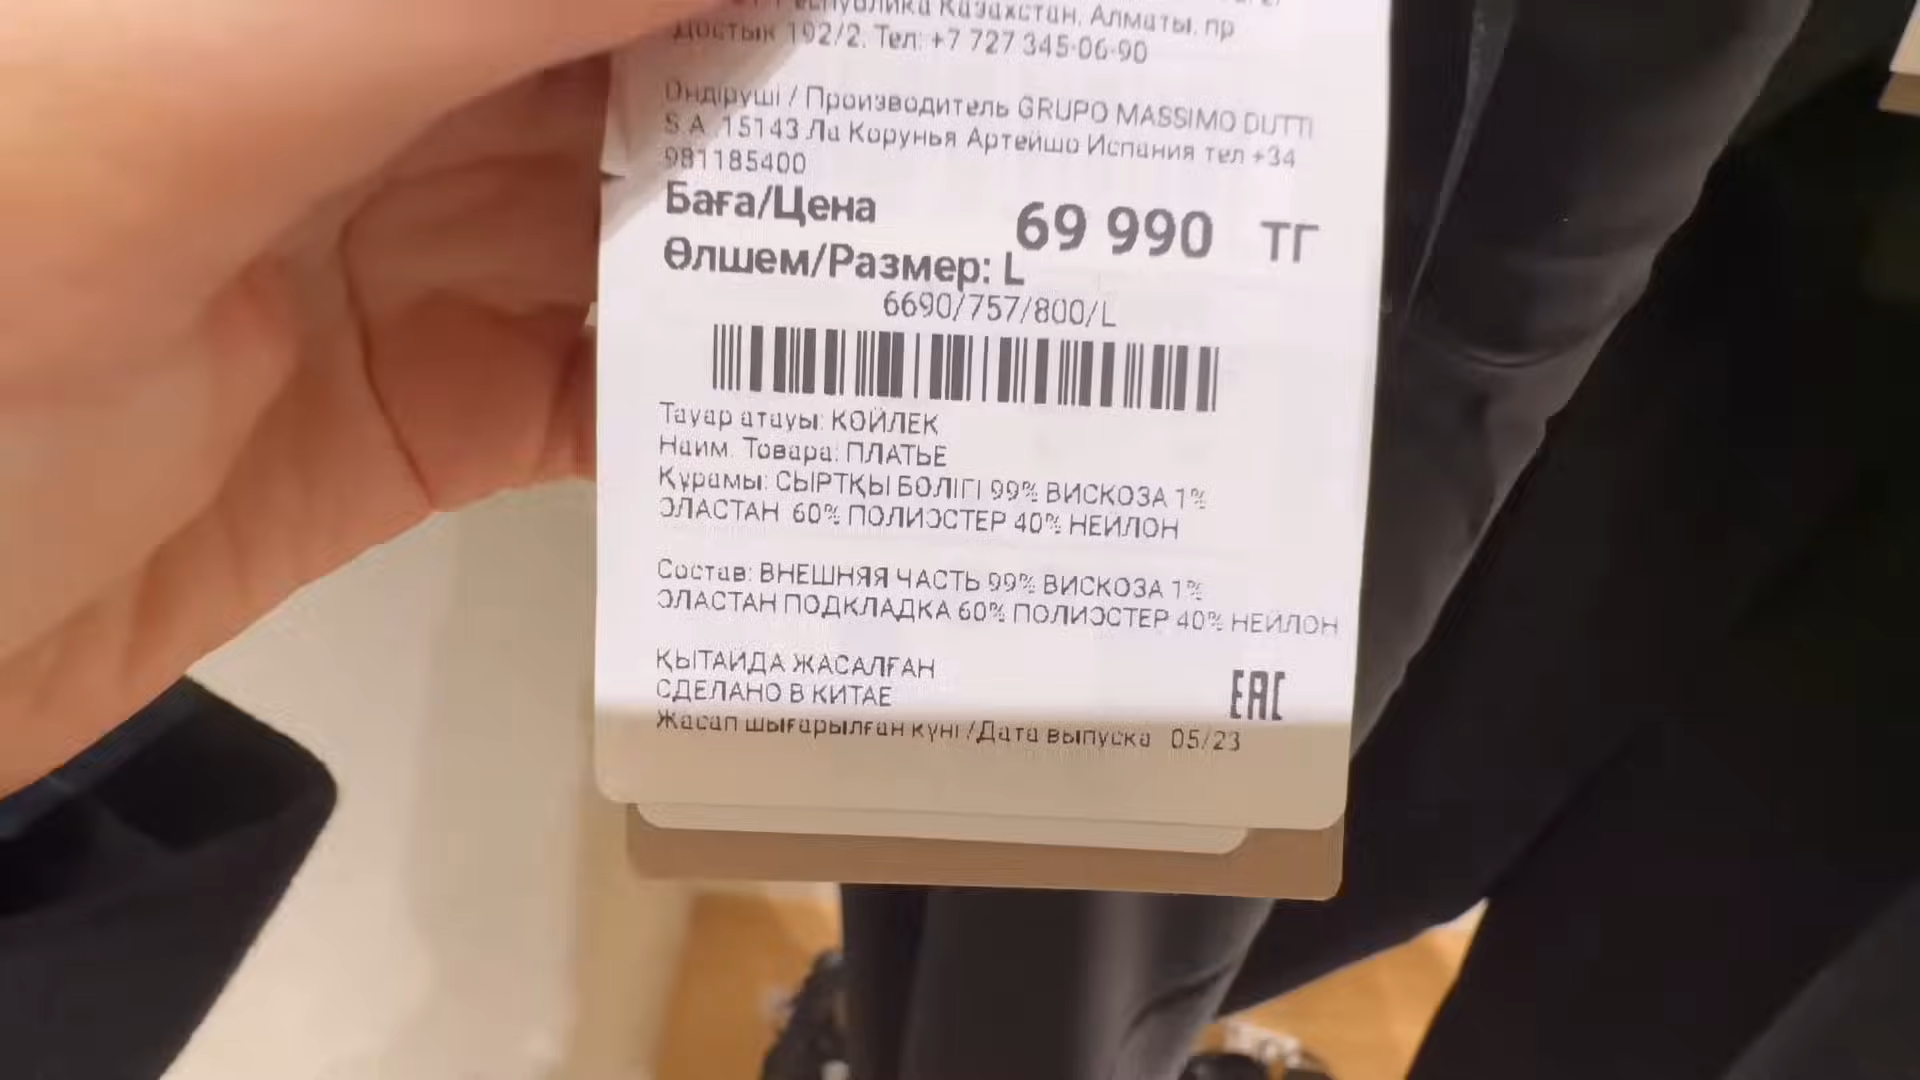 Республика Казахстан, Алматы, пр
Достык 192/2. Тел: +7 727 345-06-90
Өндіруші / Производитель GRUPO MASSIMO DUTTI
S.A. 15143 Ла Корунья Артейшо Испания тел +34
981185400
Баға/Цена 69 990 ТГ
Өлшем/Размер: L
6690/757/800/L
Тауар атауы: КӨЙЛЕК
Наим. Товара: ПЛАТЬЕ
Құрамы: СЫРТҚЫ БӨЛІГІ 99% ВИСКОЗА 1%
ЭЛАСТАН 60% ПОЛИЭСТЕР 40% НЕЙЛОН
Состав: ВНЕШНЯЯ ЧАСТЬ 99% ВИСКОЗА 1%
ЭЛАСТАН ПОДКЛАДКА 60% ПОЛИЭСТЕР 40% НЕЙЛОН
ҚЫТАЙДА ЖАСАЛҒАН
СДЕЛАНО В КИТАЕ
EAC
Жасап шығарылған күні /Дата выпуска 05/23